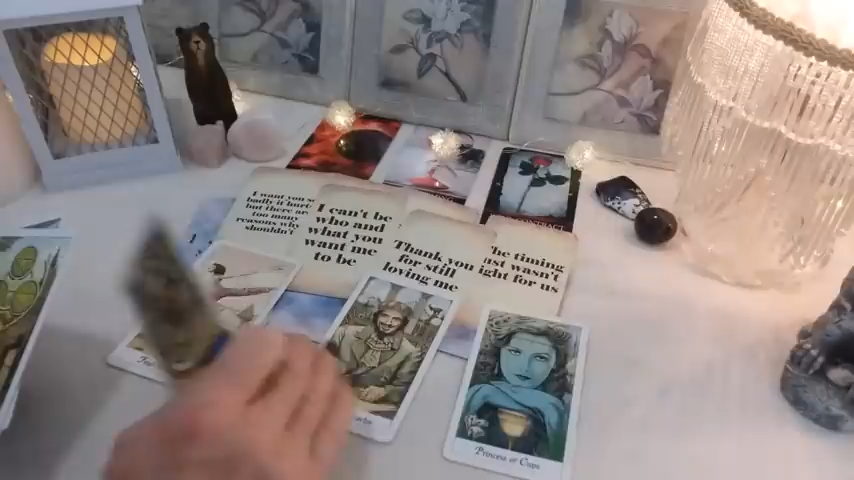 I want you so
badly it hurts
but there are
too many
reasons why
shouldn't
I can't be
who and
what you
want me
to be
Thank you
for still
loving me
The timing
just wasn't
right for us
Princess of Cups